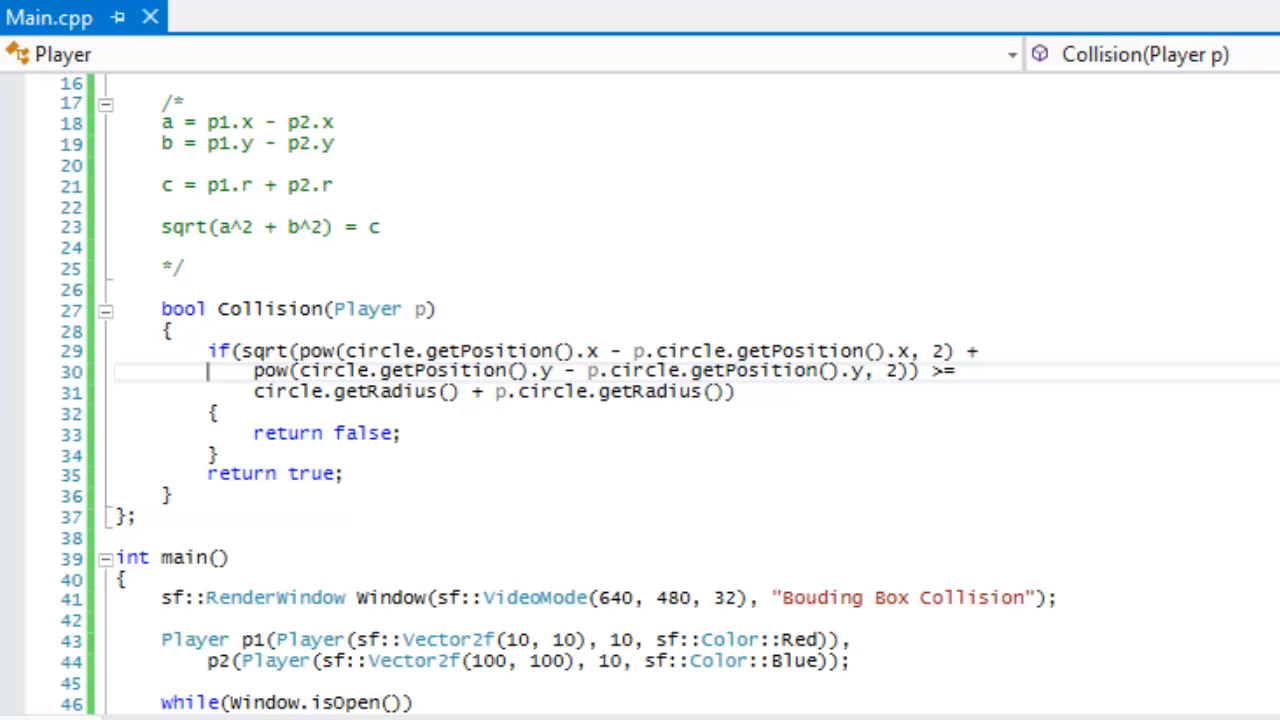 Main.cpp
Player Collision(Player p)
16
17 /*
18 a = p1.x - p2.x
19 b = p1.y - p2.y
20
21 c = p1.r + p2.r
22
23 sqrt(a^2 + b^2) = c
24
25 */
26
27 bool Collision(Player p)
28 {
29 if(sqrt(pow(circle.getPosition().x - p.circle.getPosition().x, 2) +
30 pow(circle.getPosition().y - p.circle.getPosition().y, 2)) >=
31 circle.getRadius() + p.circle.getRadius())
32 {
33 return false;
34 }
35 return true;
36 }
37 };
38
39 int main()
40 {
41 sf::RenderWindow Window(sf::VideoMode(640, 480, 32), "Bouding Box Collision");
42
43 Player p1(Player(sf::Vector2f(10, 10), 10, sf::Color::Red)),
44 p2(Player(sf::Vector2f(100, 100), 10, sf::Color::Blue));
45
46 while(Window.isOpen())